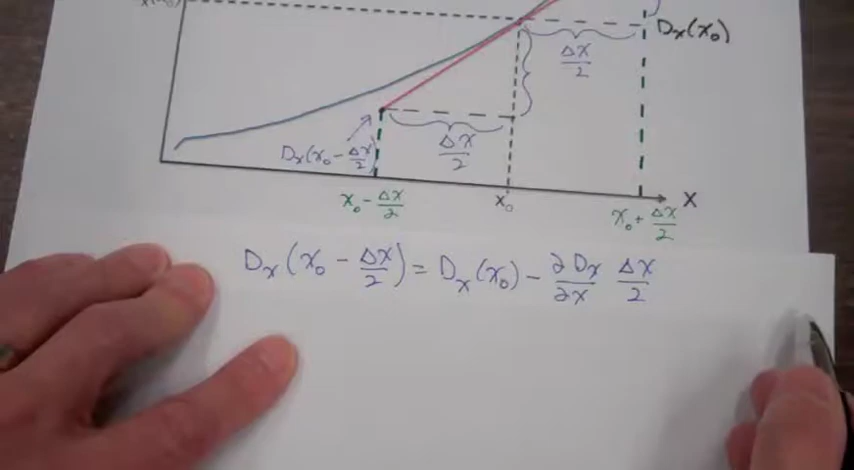 Dₓ(x₀)
Δx/2
Dₓ(x₀ - Δx/2)
Δx/2
x₀ - Δx/2
x₀
x₀ + Δx/2
X
Dₓ(x₀ - Δx/2) = Dₓ(x₀) - ∂Dₓ/∂x Δx/2